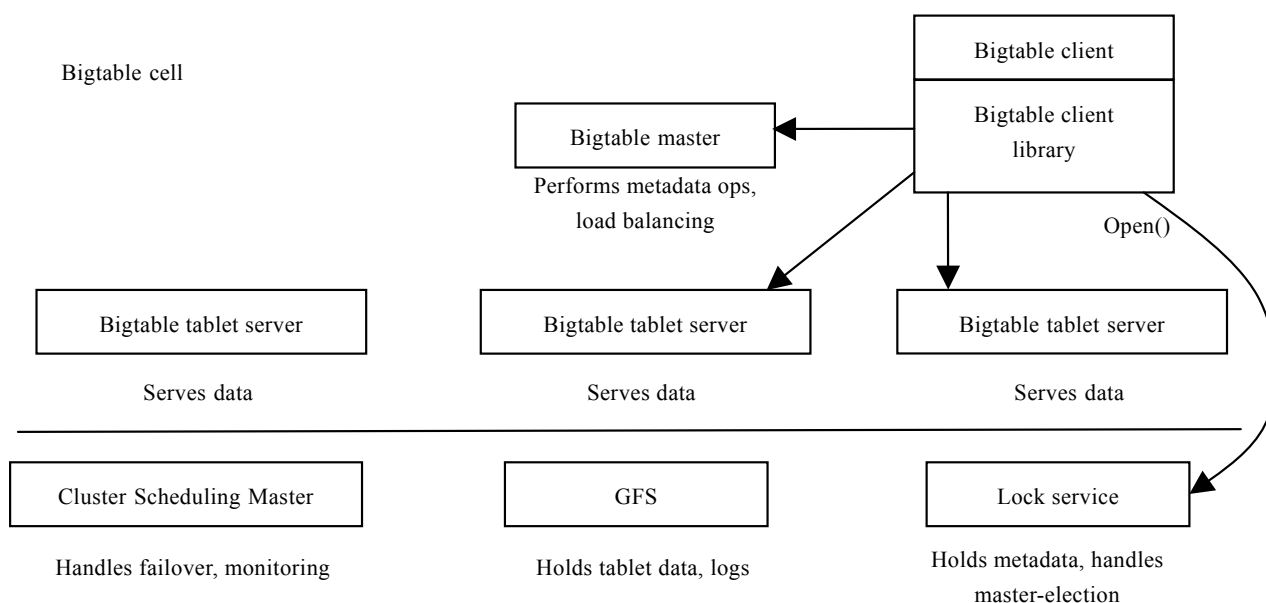 Bigtable cell
Bigtable client
Bigtable client
library
Bigtable master
Performs metadata ops,
load balancing
Open()
Bigtable tablet server
Bigtable tablet server
Bigtable tablet server
Serves data
Serves data
Serves data
Cluster Scheduling Master
GFS
Lock service
Handles failover, monitoring
Holds tablet data, logs
Holds metadata, handles
master-election